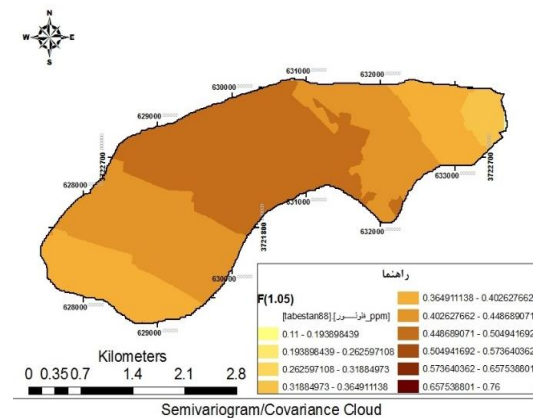 N
W
E
S
631000
632000
630000
629000
3722700
628000
633000
3722700
631000
3721800
632000
630000
628000
629000
راهنما
F(1.05)
[tabestan88].[فلوئور_ppm]
0.11 - 0.193898439
0.193898439 - 0.262597108
0.262597108 - 0.31884973
0.31884973 - 0.364911138
0.364911138 - 0.402627662
0.402627662 - 0.448689071
0.448689071 - 0.504941692
0.504941692 - 0.573640362
0.573640362 - 0.657538801
0.657538801 - 0.76
Kilometers
0 0.35 0.7 1.4 2.1 2.8
Semivariogram/Covariance Cloud